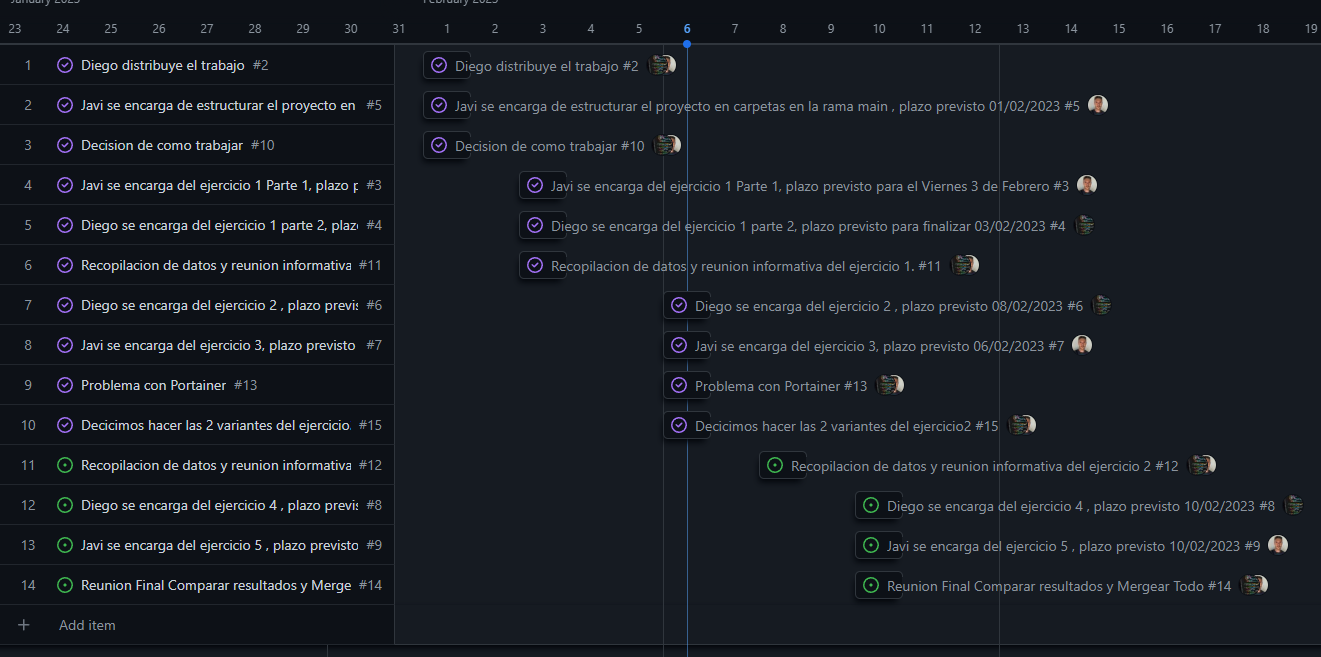 January 2023 February 2023
23 24 25 26 27 28 29 30 31 1 2 3 4 5 6 7 8 9 10 11 12 13 14 15 16 17 18 19
1 Diego distribuye el trabajo #2 Diego distribuye el trabajo #2
2 Javi se encarga de estructurar el proyecto en #5 Javi se encarga de estructurar el proyecto en carpetas en la rama main , plazo previsto 01/02/2023 #5
3 Decision de como trabajar #10 Decision de como trabajar #10
4 Javi se encarga del ejercicio 1 Parte 1, plazo p #3 Javi se encarga del ejercicio 1 Parte 1, plazo previsto para el Viernes 3 de Febrero #3
5 Diego se encarga del ejercicio 1 parte 2, plazo #4 Diego se encarga del ejercicio 1 parte 2, plazo previsto para finalizar 03/02/2023 #4
6 Recopilacion de datos y reunion informativa #11 Recopilacion de datos y reunion informativa del ejercicio 1. #11
7 Diego se encarga del ejercicio 2 , plazo previs #6 Diego se encarga del ejercicio 2 , plazo previsto 08/02/2023 #6
8 Javi se encarga del ejercicio 3, plazo previsto #7 Javi se encarga del ejercicio 3, plazo previsto 06/02/2023 #7
9 Problema con Portainer #13 Problema con Portainer #13
10 Decicimos hacer las 2 variantes del ejercicio #15 Decicimos hacer las 2 variantes del ejercicio2 #15
11 Recopilacion de datos y reunion informativa #12 Recopilacion de datos y reunion informativa del ejercicio 2 #12
12 Diego se encarga del ejercicio 4 , plazo previs #8 Diego se encarga del ejercicio 4 , plazo previsto 10/02/2023 #8
13 Javi se encarga del ejercicio 5 , plazo previsto #9 Javi se encarga del ejercicio 5 , plazo previsto 10/02/2023 #9
14 Reunion Final Comparar resultados y Merge #14 Reunion Final Comparar resultados y Mergear Todo #14
+ Add item